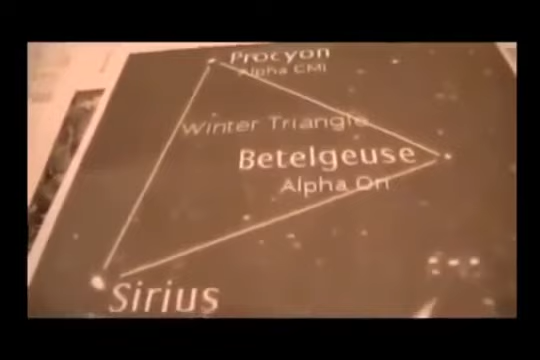 Procyon
Alpha CMI
Winter Triangle
Betelgeuse
Alpha Ori
Sirius